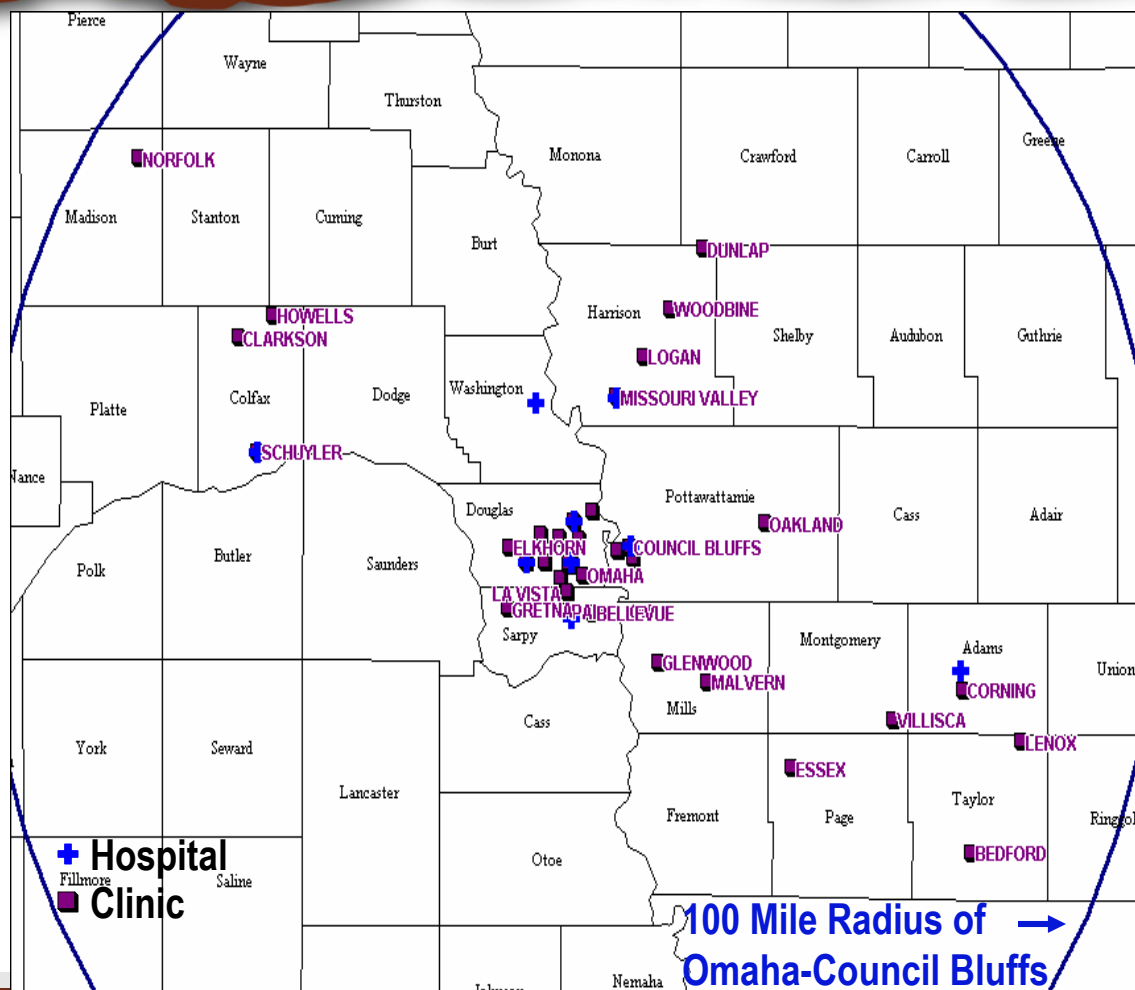 Pierce
Wayne
Thurston
NORFOLK
Monona
Crawford
Carroll
Greene
Madison
Stanton
Cuming
Burt
DUNLAP
HOWELLS
CLARKSON
Harrison
WOODBINE
Shelby
Audubon
Guthrie
LOGAN
Platte
Colfax
Dodge
Washington
MISSOURI VALLEY
SCHUYLER
Nance
Douglas
Pottawattamie
OAKLAND
Cass
Adair
Polk
Butler
Saunders
ELKHORN
COUNCIL BLUFFS
OMAHA
LA VISTA
GRETNA
BELLEVUE
Sarpy
Montgomery
Adams
Union
GLENWOOD
MALVERN
Mills
CORNING
VILLISCA
York
Seward
Cass
LENOX
Lancaster
ESSEX
Fremont
Page
Taylor
Ringgol
Otoe
BEDFORD
Hospital
Fillmore
Saline
Clinic
100 Mile Radius of
Omaha-Council Bluffs
Nemaha